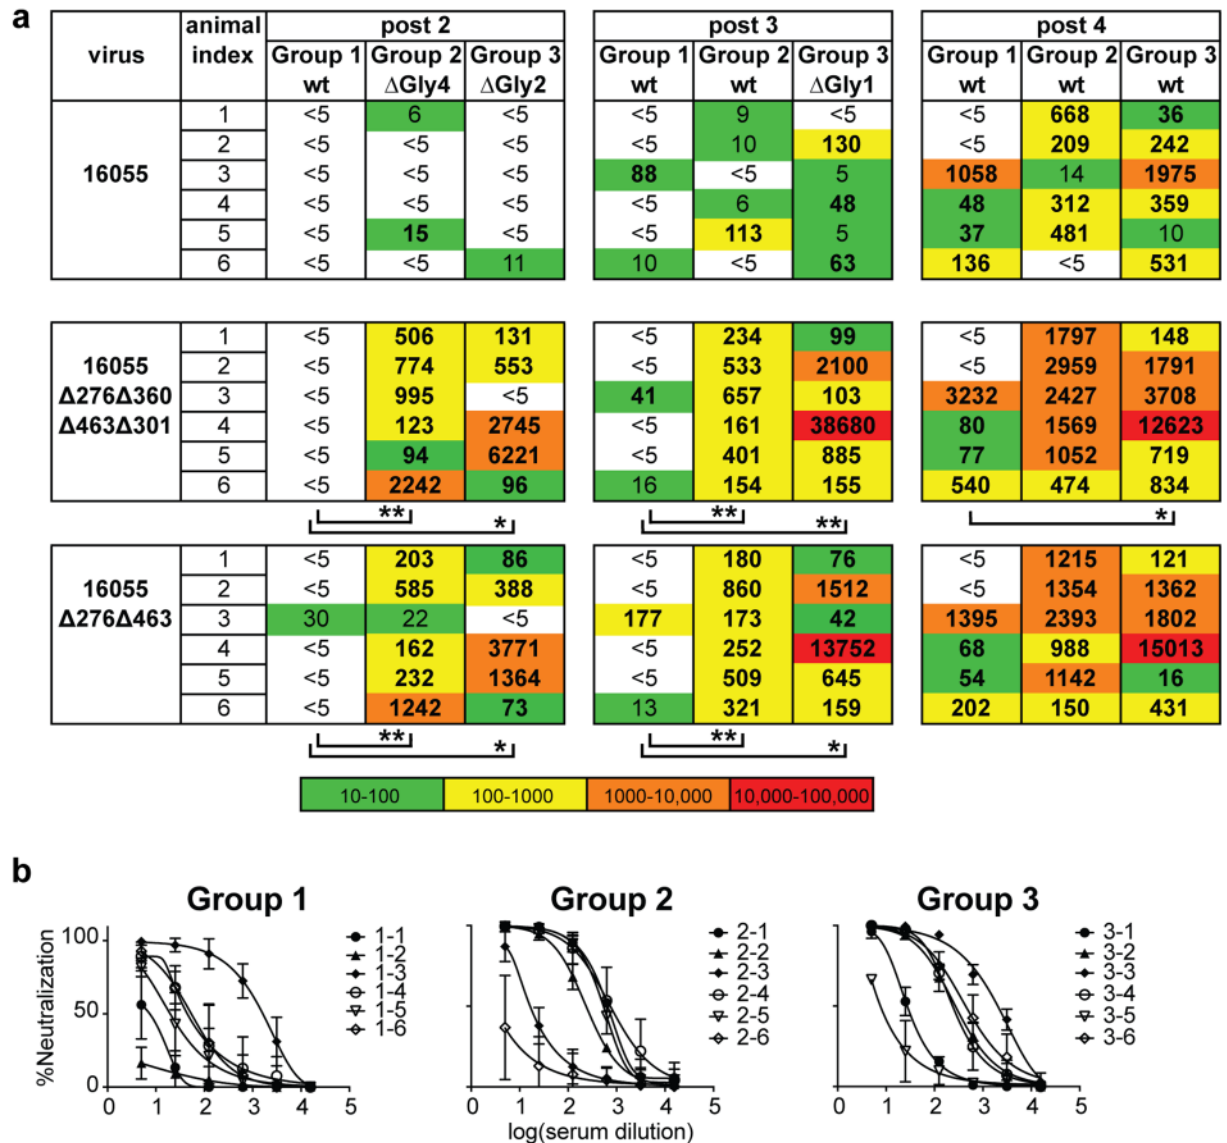 a
virus animal index post 2 post 3 post 4
Group 1 wt Group 2 ΔGly4 Group 3 ΔGly2 Group 1 wt Group 2 wt Group 3 ΔGly1 Group 1 wt Group 2 wt Group 3 wt
16055
1 <5 6 <5 <5 9 <5 <5 668 36
2 <5 <5 <5 <5 10 130 <5 209 242
3 <5 <5 <5 88 <5 5 1058 14 1975
4 <5 <5 <5 <5 6 48 48 312 359
5 <5 15 <5 <5 113 5 37 481 10
6 <5 <5 11 10 <5 63 136 <5 531
16055 Δ276Δ360 Δ463Δ301
1 <5 506 131 <5 234 99 <5 1797 148
2 <5 774 553 <5 533 2100 <5 2959 1791
3 <5 995 <5 41 657 103 3232 2427 3708
4 <5 123 2745 <5 161 38680 80 1569 12623
5 <5 94 6221 <5 401 885 77 1052 719
6 <5 2242 96 16 154 155 540 474 834
** * ** ** *
16055 Δ276Δ463
1 <5 203 86 <5 180 76 <5 1215 121
2 <5 585 388 <5 860 1512 <5 1354 1362
3 30 22 <5 177 173 42 1395 2393 1802
4 <5 162 3771 <5 252 13752 68 988 15013
5 <5 232 1364 <5 509 645 54 1142 16
6 <5 1242 73 13 321 159 202 150 431
** * ** *
10-100 100-1000 1000-10,000 10,000-100,000
b
Group 1 Group 2 Group 3
%Neutralization
100
50
0
1-1
1-2
1-3
1-4
1-5
1-6
2-1
2-2
2-3
2-4
2-5
2-6
3-1
3-2
3-3
3-4
3-5
3-6
0 1 2 3 4 5 0 1 2 3 4 5 0 1 2 3 4 5
log(serum dilution)